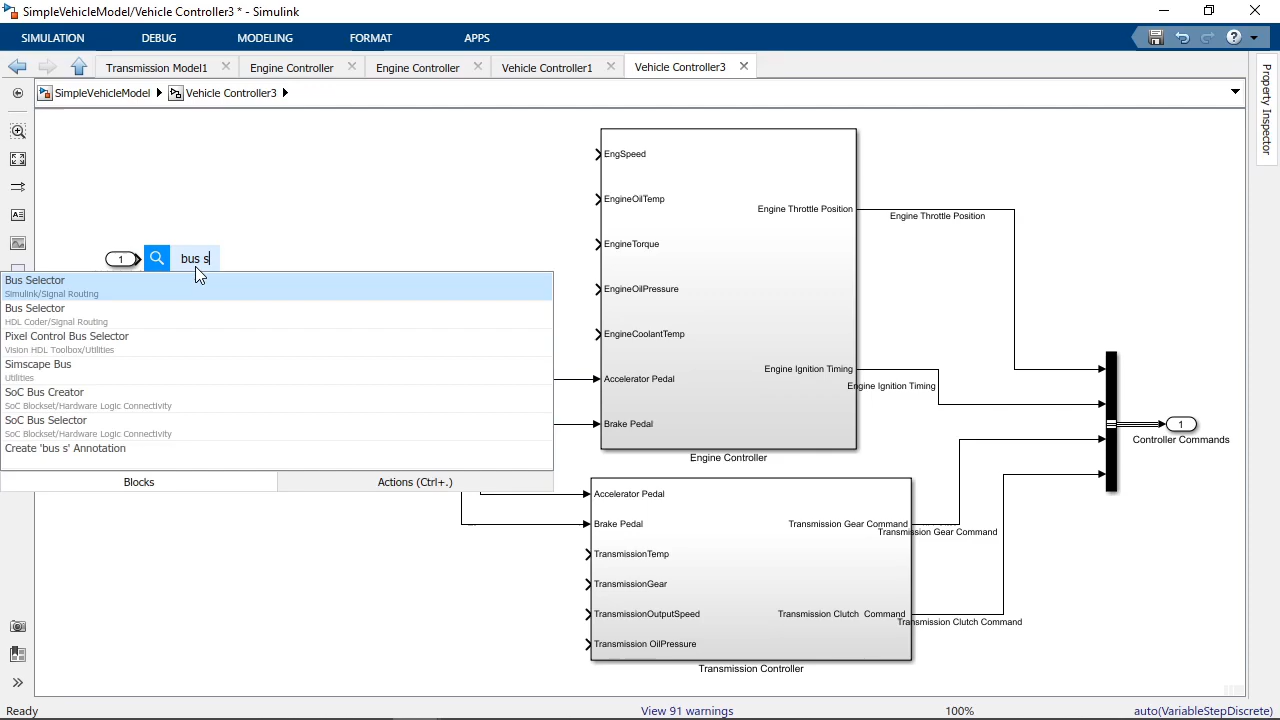 SimpleVehicleModel/Vehicle Controller3 * - Simulink
SIMULATION DEBUG MODELING FORMAT APPS
Transmission Model1 Engine Controller Engine Controller Vehicle Controller1 Vehicle Controller3
SimpleVehicleModel Vehicle Controller3
Property Inspector
EngSpeed
EngineOilTemp
EngineTorque
EngineOilPressure
EngineCoolantTemp
Accelerator Pedal
Brake Pedal
Engine Throttle Position
Engine Ignition Timing
Engine Controller
Engine Throttle Position
Engine Ignition Timing
1
bus s
Bus Selector
Simulink/Signal Routing
Bus Selector
HDL Coder/Signal Routing
Pixel Control Bus Selector
Vision HDL Toolbox/Utilities
Simscape Bus
Utilities
SoC Bus Creator
SoC Blockset/Hardware Logic Connectivity
SoC Bus Selector
SoC Blockset/Hardware Logic Connectivity
Create 'bus s' Annotation
Blocks Actions (Ctrl+.)
1
Controller Commands
Accelerator Pedal
Brake Pedal
TransmissionTemp
TransmissionGear
TransmissionOutputSpeed
Transmission OilPressure
Transmission Gear Command
Transmission Clutch Command
Transmission Controller
Transmission Gear Command
Transmission Clutch Command
Ready View 91 warnings 100% auto(VariableStepDiscrete)